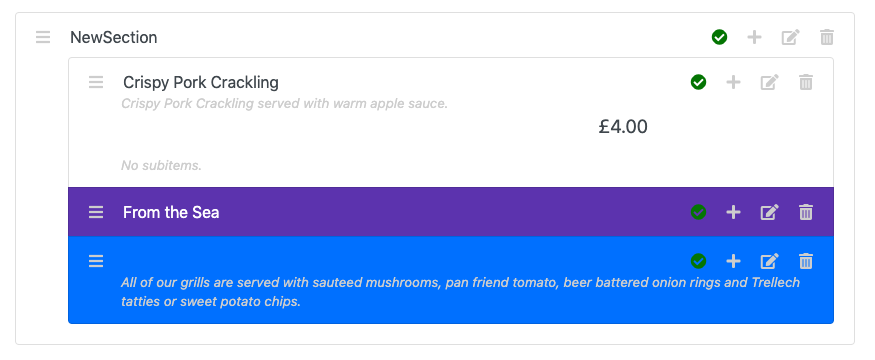 NewSection
Crispy Pork Crackling
Crispy Pork Crackling served with warm apple sauce.
£4.00
No subitems.
From the Sea
All of our grills are served with sauteed mushrooms, pan friend tomato, beer battered onion rings and Trellech
tatties or sweet potato chips.